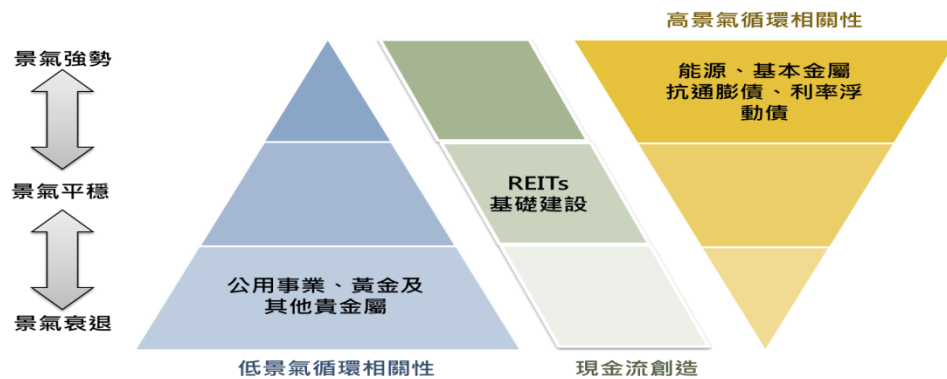 高景氣循環相關性
景氣強勢
景氣平穩
景氣衰退
能源、基本金屬
抗通膨債、利率浮
動債
REITs
基礎建設
公用事業、黃金及
其他貴金屬
低景氣循環相關性
現金流創造